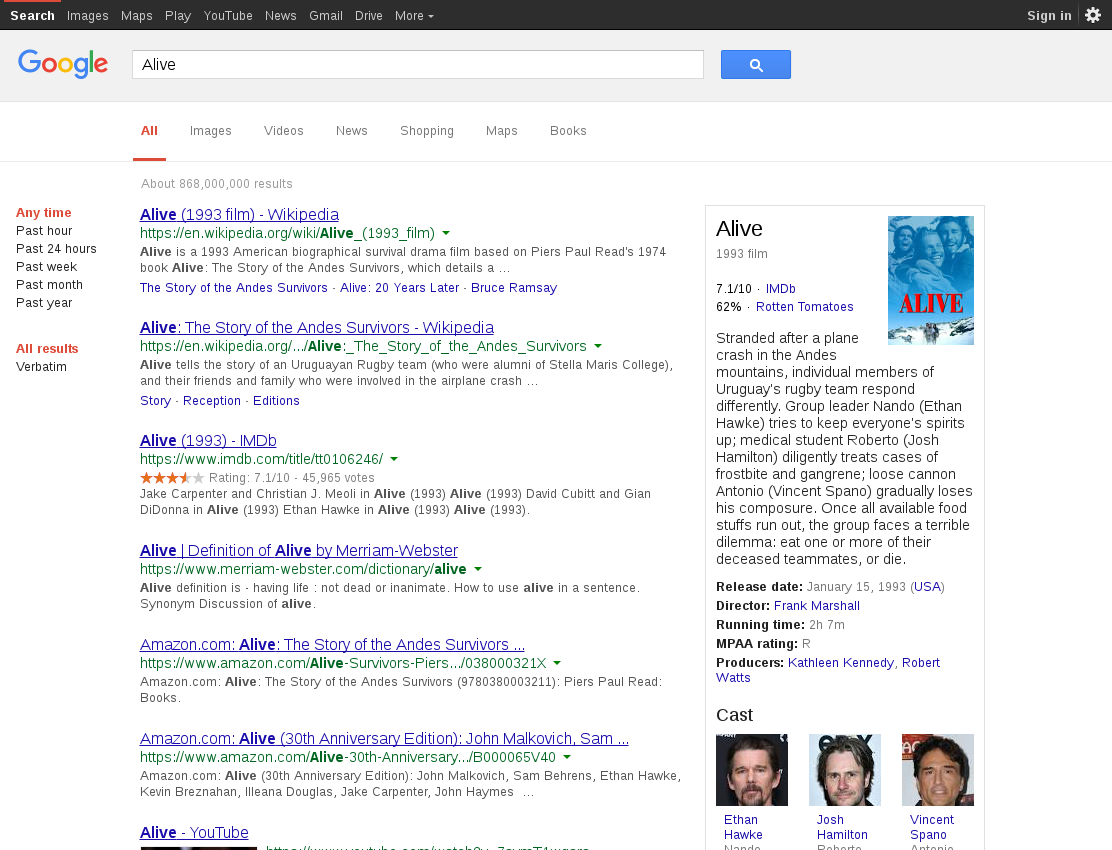 Search Images Maps Play YouTube News Gmail Drive More Sign in
Google
Alive
All Images Videos News Shopping Maps Books
About 868,000,000 results
Any time
Past hour
Past 24 hours
Past week
Past month
Past year
All results
Verbatim
Alive (1993 film) - Wikipedia
https://en.wikipedia.org/wiki/Alive_(1993_film)
Alive is a 1993 American biographical survival drama film based on Piers Paul Read's 1974
book Alive: The Story of the Andes Survivors, which details a ...
The Story of the Andes Survivors · Alive: 20 Years Later · Bruce Ramsay
Alive: The Story of the Andes Survivors - Wikipedia
https://en.wikipedia.org/.../Alive:_The_Story_of_the_Andes_Survivors
Alive tells the story of an Uruguayan Rugby team (who were alumni of Stella Maris College),
and their friends and family who were involved in the airplane crash ...
Story · Reception · Editions
Alive (1993) - IMDb
https://www.imdb.com/title/tt0106246/
Rating: 7.1/10 - 45,965 votes
Jake Carpenter and Christian J. Meoli in Alive (1993) Alive (1993) David Cubitt and Gian
DiDonna in Alive (1993) Ethan Hawke in Alive (1993) Alive (1993).
Alive | Definition of Alive by Merriam-Webster
https://www.merriam-webster.com/dictionary/alive
Alive definition is - having life : not dead or inanimate. How to use alive in a sentence.
Synonym Discussion of alive.
Amazon.com: Alive: The Story of the Andes Survivors ...
https://www.amazon.com/Alive-Survivors-Piers.../038000321X
Amazon.com: Alive: The Story of the Andes Survivors (9780380003211): Piers Paul Read:
Books.
Amazon.com: Alive (30th Anniversary Edition): John Malkovich, Sam ...
https://www.amazon.com/Alive-30th-Anniversary.../B000065V40
Amazon.com: Alive (30th Anniversary Edition): John Malkovich, Sam Behrens, Ethan Hawke,
Kevin Breznahan, Illeana Douglas, Jake Carpenter, John Haymes ...
Alive - YouTube
Alive
1993 film
7.1/10 · IMDb
62% · Rotten Tomatoes
ALIVE
Stranded after a plane
crash in the Andes
mountains, individual members of
Uruguay's rugby team respond
differently. Group leader Nando (Ethan
Hawke) tries to keep everyone's spirits
up; medical student Roberto (Josh
Hamilton) diligently treats cases of
frostbite and gangrene; loose cannon
Antonio (Vincent Spano) gradually loses
his composure. Once all available food
stuffs run out, the group faces a terrible
dilemma: eat one or more of their
deceased teammates, or die.
Release date: January 15, 1993 (USA)
Director: Frank Marshall
Running time: 2h 7m
MPAA rating: R
Producers: Kathleen Kennedy, Robert
Watts
Cast
Ethan Josh Vincent
Hawke Hamilton Spano
Nando Roberto Antonio